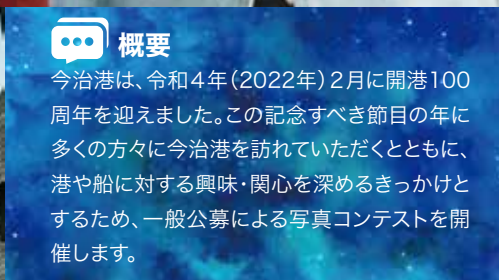 概要
今治港は、令和4年(2022年)2月に開港100
周年を迎えました。この記念すべき節目の年に
多くの方々に今治港を訪れていただくとともに、
港や船に対する興味・関心を深めるきっかけと
するため、一般公募による写真コンテストを開
催します。